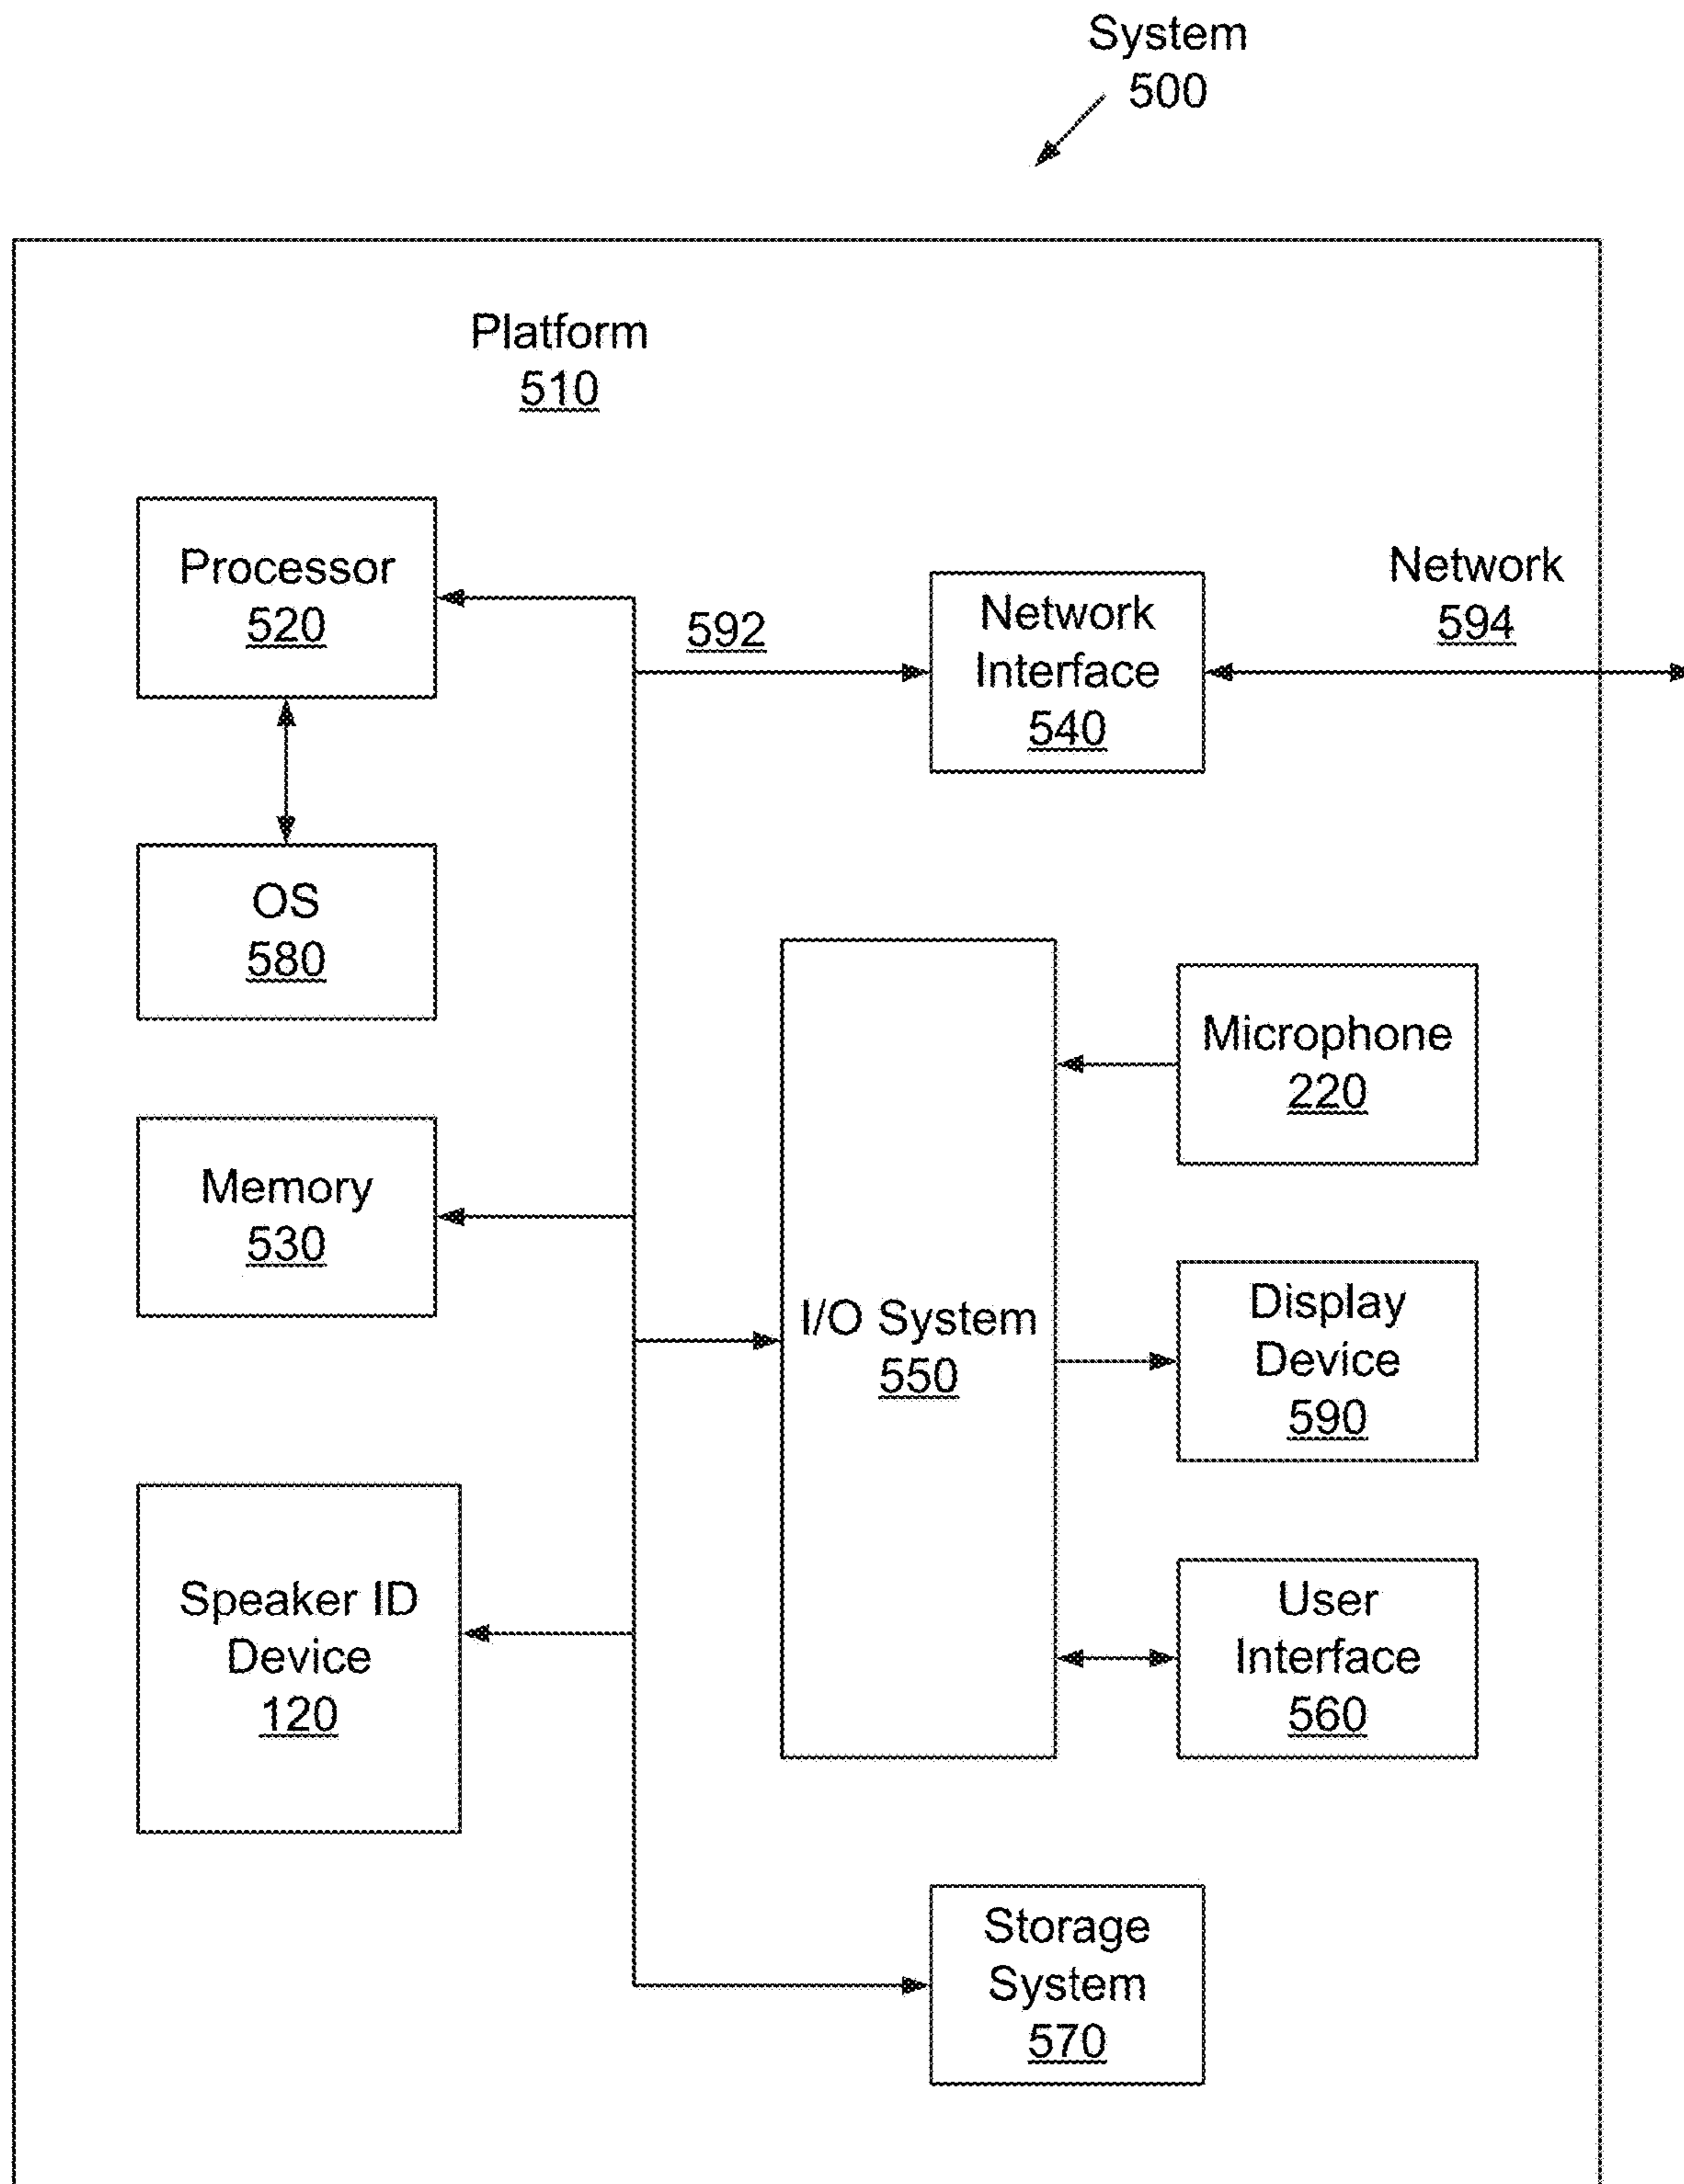 System
500
Platform
510
Processor
520
592
Network
Interface
540
Network
594
OS
580
Microphone
220
Memory
530
I/O System
550
Display
Device
590
Speaker ID
Device
120
User
Interface
560
Storage
System
570